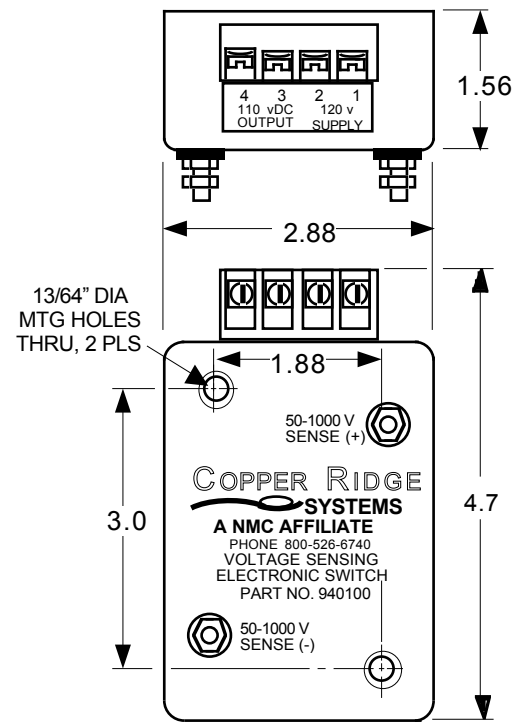 4 3 2 1
110 vDC 120 v
OUTPUT SUPPLY
1.56
2.88
13/64” DIA
MTG HOLES
THRU, 2 PLS
1.88
50-1000 V
SENSE (+)
COPPER RIDGE
SYSTEMS
A NMC AFFILIATE
PHONE 800-526-6740
VOLTAGE SENSING
ELECTRONIC SWITCH
PART NO. 940100
3.0
4.7
50-1000 V
SENSE (-)